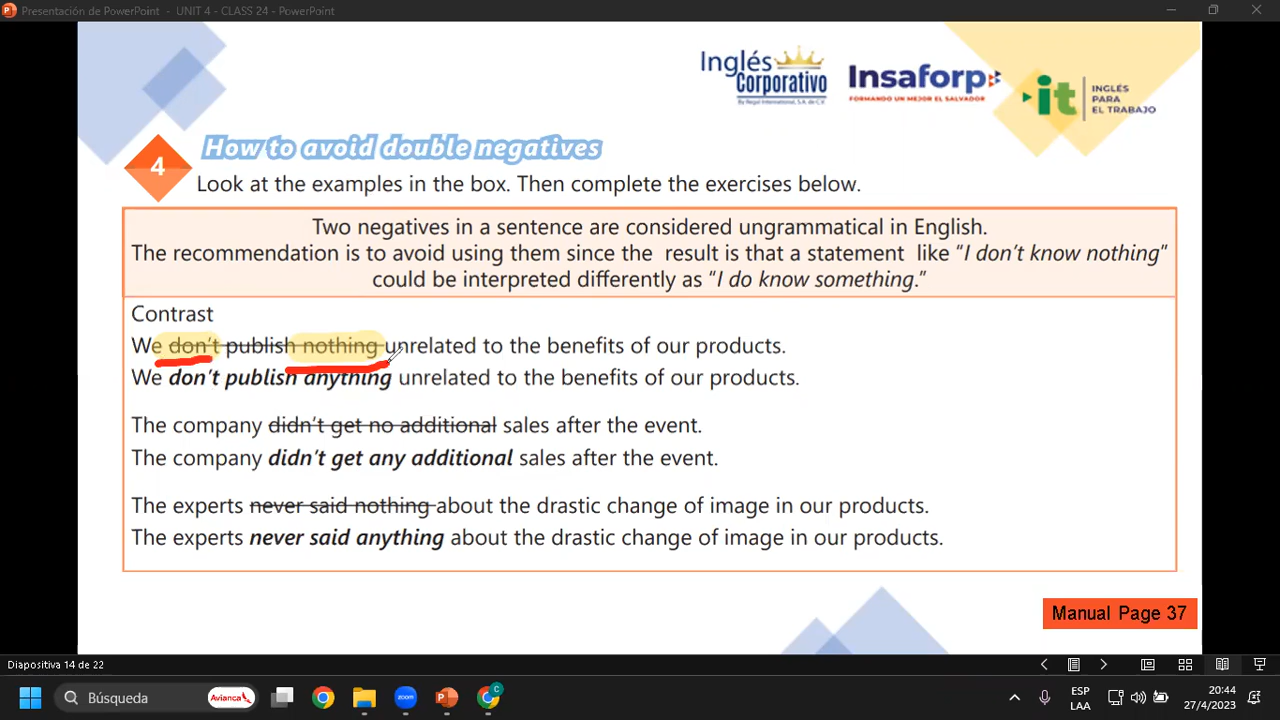 Presentación de PowerPoint - UNIT 4 - CLASS 24 - PowerPoint
Inglés
Corporativo
By Regal International, S.A. de C.V.
Insaforp
FORMANDO UN MEJOR EL SALVADOR
it
INGLÉS
PARA
EL TRABAJO
4
How to avoid double negatives
Look at the examples in the box. Then complete the exercises below.
Two negatives in a sentence are considered ungrammatical in English.
The recommendation is to avoid using them since the result is that a statement like “I don’t know nothing”
could be interpreted differently as “I do know something.”
Contrast
We don’t publish nothing unrelated to the benefits of our products.
We don’t publish anything unrelated to the benefits of our products.
The company didn’t get no additional sales after the event.
The company didn’t get any additional sales after the event.
The experts never said nothing about the drastic change of image in our products.
The experts never said anything about the drastic change of image in our products.
Manual Page 37
Diapositiva 14 de 22
Búsqueda
Avianca
zoom
C
ESP
LAA
20:44
27/4/2023